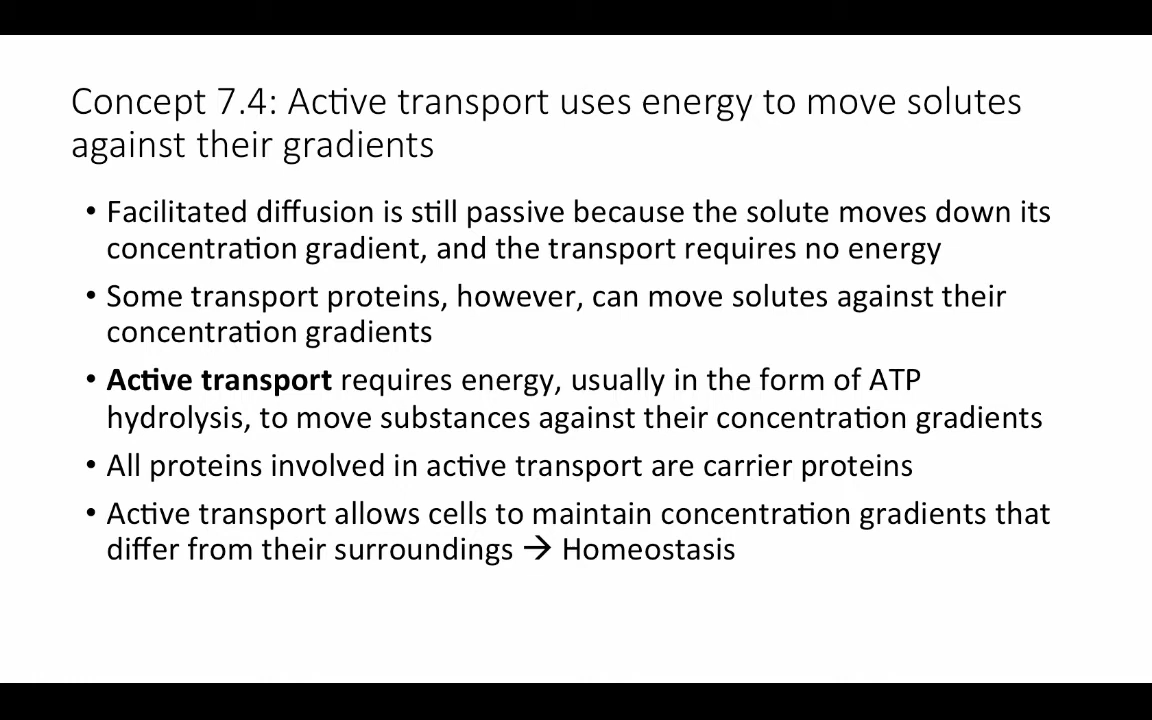 Concept 7.4: Active transport uses energy to move solutes
against their gradients
• Facilitated diffusion is still passive because the solute moves down its
concentration gradient, and the transport requires no energy
• Some transport proteins, however, can move solutes against their
concentration gradients
• Active transport requires energy, usually in the form of ATP
hydrolysis, to move substances against their concentration gradients
• All proteins involved in active transport are carrier proteins
• Active transport allows cells to maintain concentration gradients that
differ from their surroundings → Homeostasis